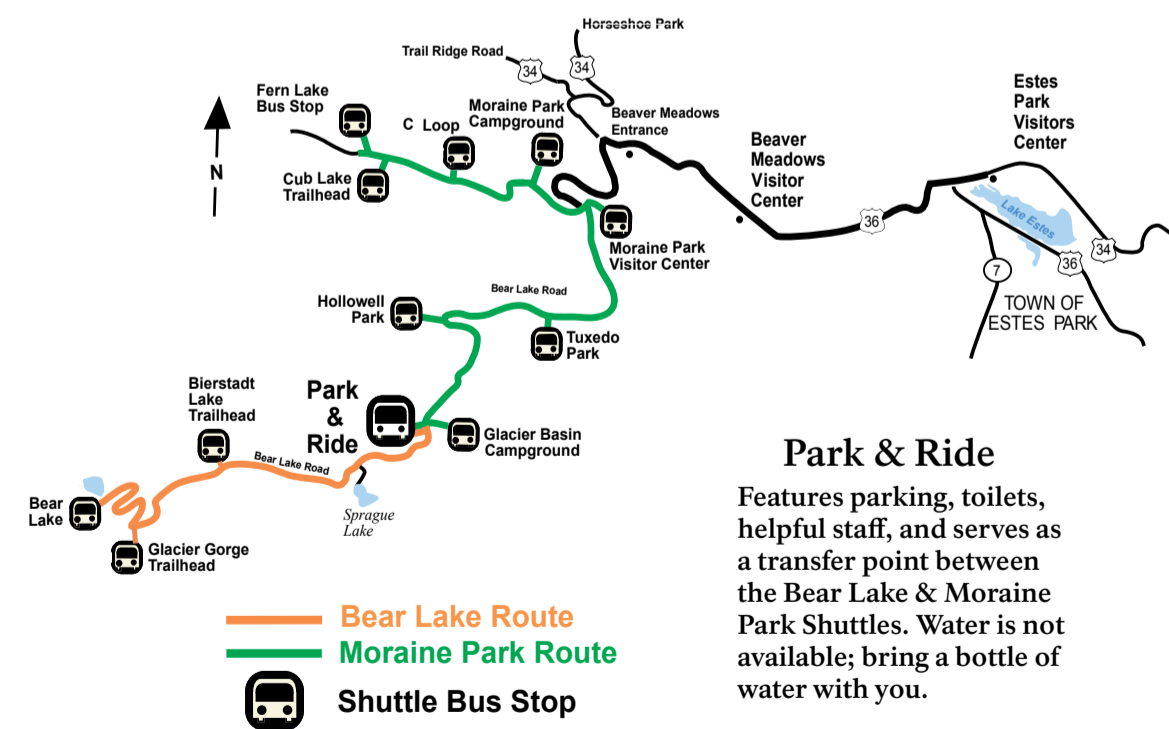 Horseshoe Park
Trail Ridge Road
34
34
Fern Lake
Bus Stop
C Loop
Moraine Park
Campground
Beaver Meadows
Entrance
Beaver
Meadows
Visitor
Center
Estes
Park
Visitors
Center
N
Cub Lake
Trailhead
Moraine Park
Visitor Center
36
Lake Estes
34
36
7
TOWN OF
ESTES PARK
Bear Lake Road
Hollowell
Park
Tuxedo
Park
Bierstadt
Lake
Trailhead
Park
&
Ride
Glacier Basin
Campground
Bear Lake Road
Bear
Lake
Sprague
Lake
Glacier Gorge
Trailhead
Park & Ride
Features parking, toilets,
helpful staff, and serves as
a transfer point between
the Bear Lake & Moraine
Park Shuttles. Water is not
available; bring a bottle of
water with you.
Bear Lake Route
Moraine Park Route
Shuttle Bus Stop